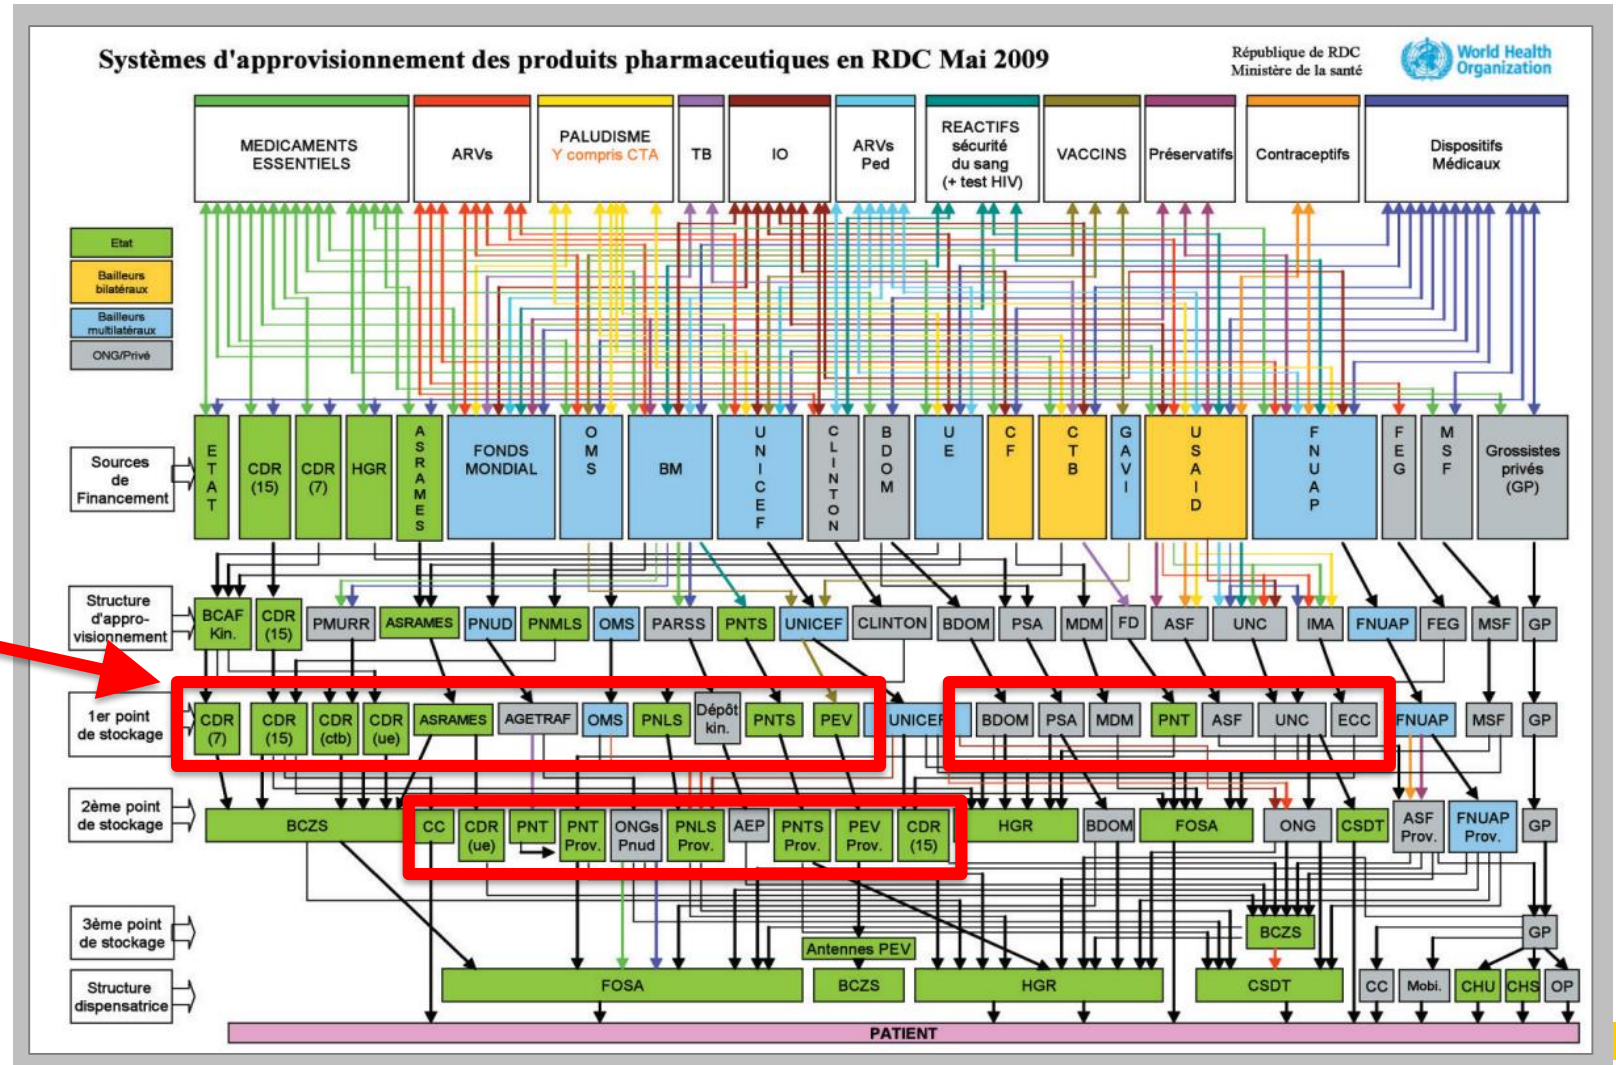 Systèmes d'approvisionnement des produits pharmaceutiques en RDC Mai 2009
République de RDC
Ministère de la santé
World Health
Organization
MEDICAMENTS
ESSENTIELS
ARVs
PALUDISME
Y compris CTA
TB
IO
ARVs
Ped
REACTIFS
sécurité
du sang
(+ test HIV)
VACCINS
Préservatifs
Contraceptifs
Dispositifs
Médicaux
Etat
Bailleurs
bilatéraux
Bailleurs
multilatéraux
ONG/Privé
Sources
de
Financement
ETAT
CDR
(15)
CDR
(7)
HGR
ASRAMES
FONDS
MONDIAL
OMS
BM
UNICEF
CLINTON
BDOM
UE
CF
CTB
GAVI
USAID
FNUAP
FEG
MSF
Grossistes
privés
(GP)
Structure
d'appro-
visionnement
BCAF
Kin.
CDR
(15)
PMURR
ASRAMES
PNUD
PNMLS
OMS
PARSS
PNTS
UNICEF
CLINTON
BDOM
PSA
MDM
FD
ASF
UNC
IMA
FNUAP
FEG
MSF
GP
1er point
de stockage
CDR
(7)
CDR
(15)
CDR
(ctb)
CDR
(ue)
ASRAMES
AGETRAF
OMS
PNLS
Dépôt
kin.
PNTS
PEV
UNICEF
BDOM
PSA
MDM
PNT
ASF
UNC
ECC
FNUAP
MSF
GP
2ème point
de stockage
BCZS
CC
CDR
(ue)
PNT
PNT
Prov.
ONGs
Pnud
PNLS
Prov.
AEP
PNTS
Prov.
PEV
Prov.
CDR
(15)
HGR
BDOM
FOSA
ONG
CSDT
ASF
Prov.
FNUAP
Prov.
GP
3ème point
de stockage
Antennes PEV
BCZS
GP
Structure
dispensatrice
FOSA
BCZS
HGR
CSDT
CC
Mobi.
CHU
CHS
OP
PATIENT